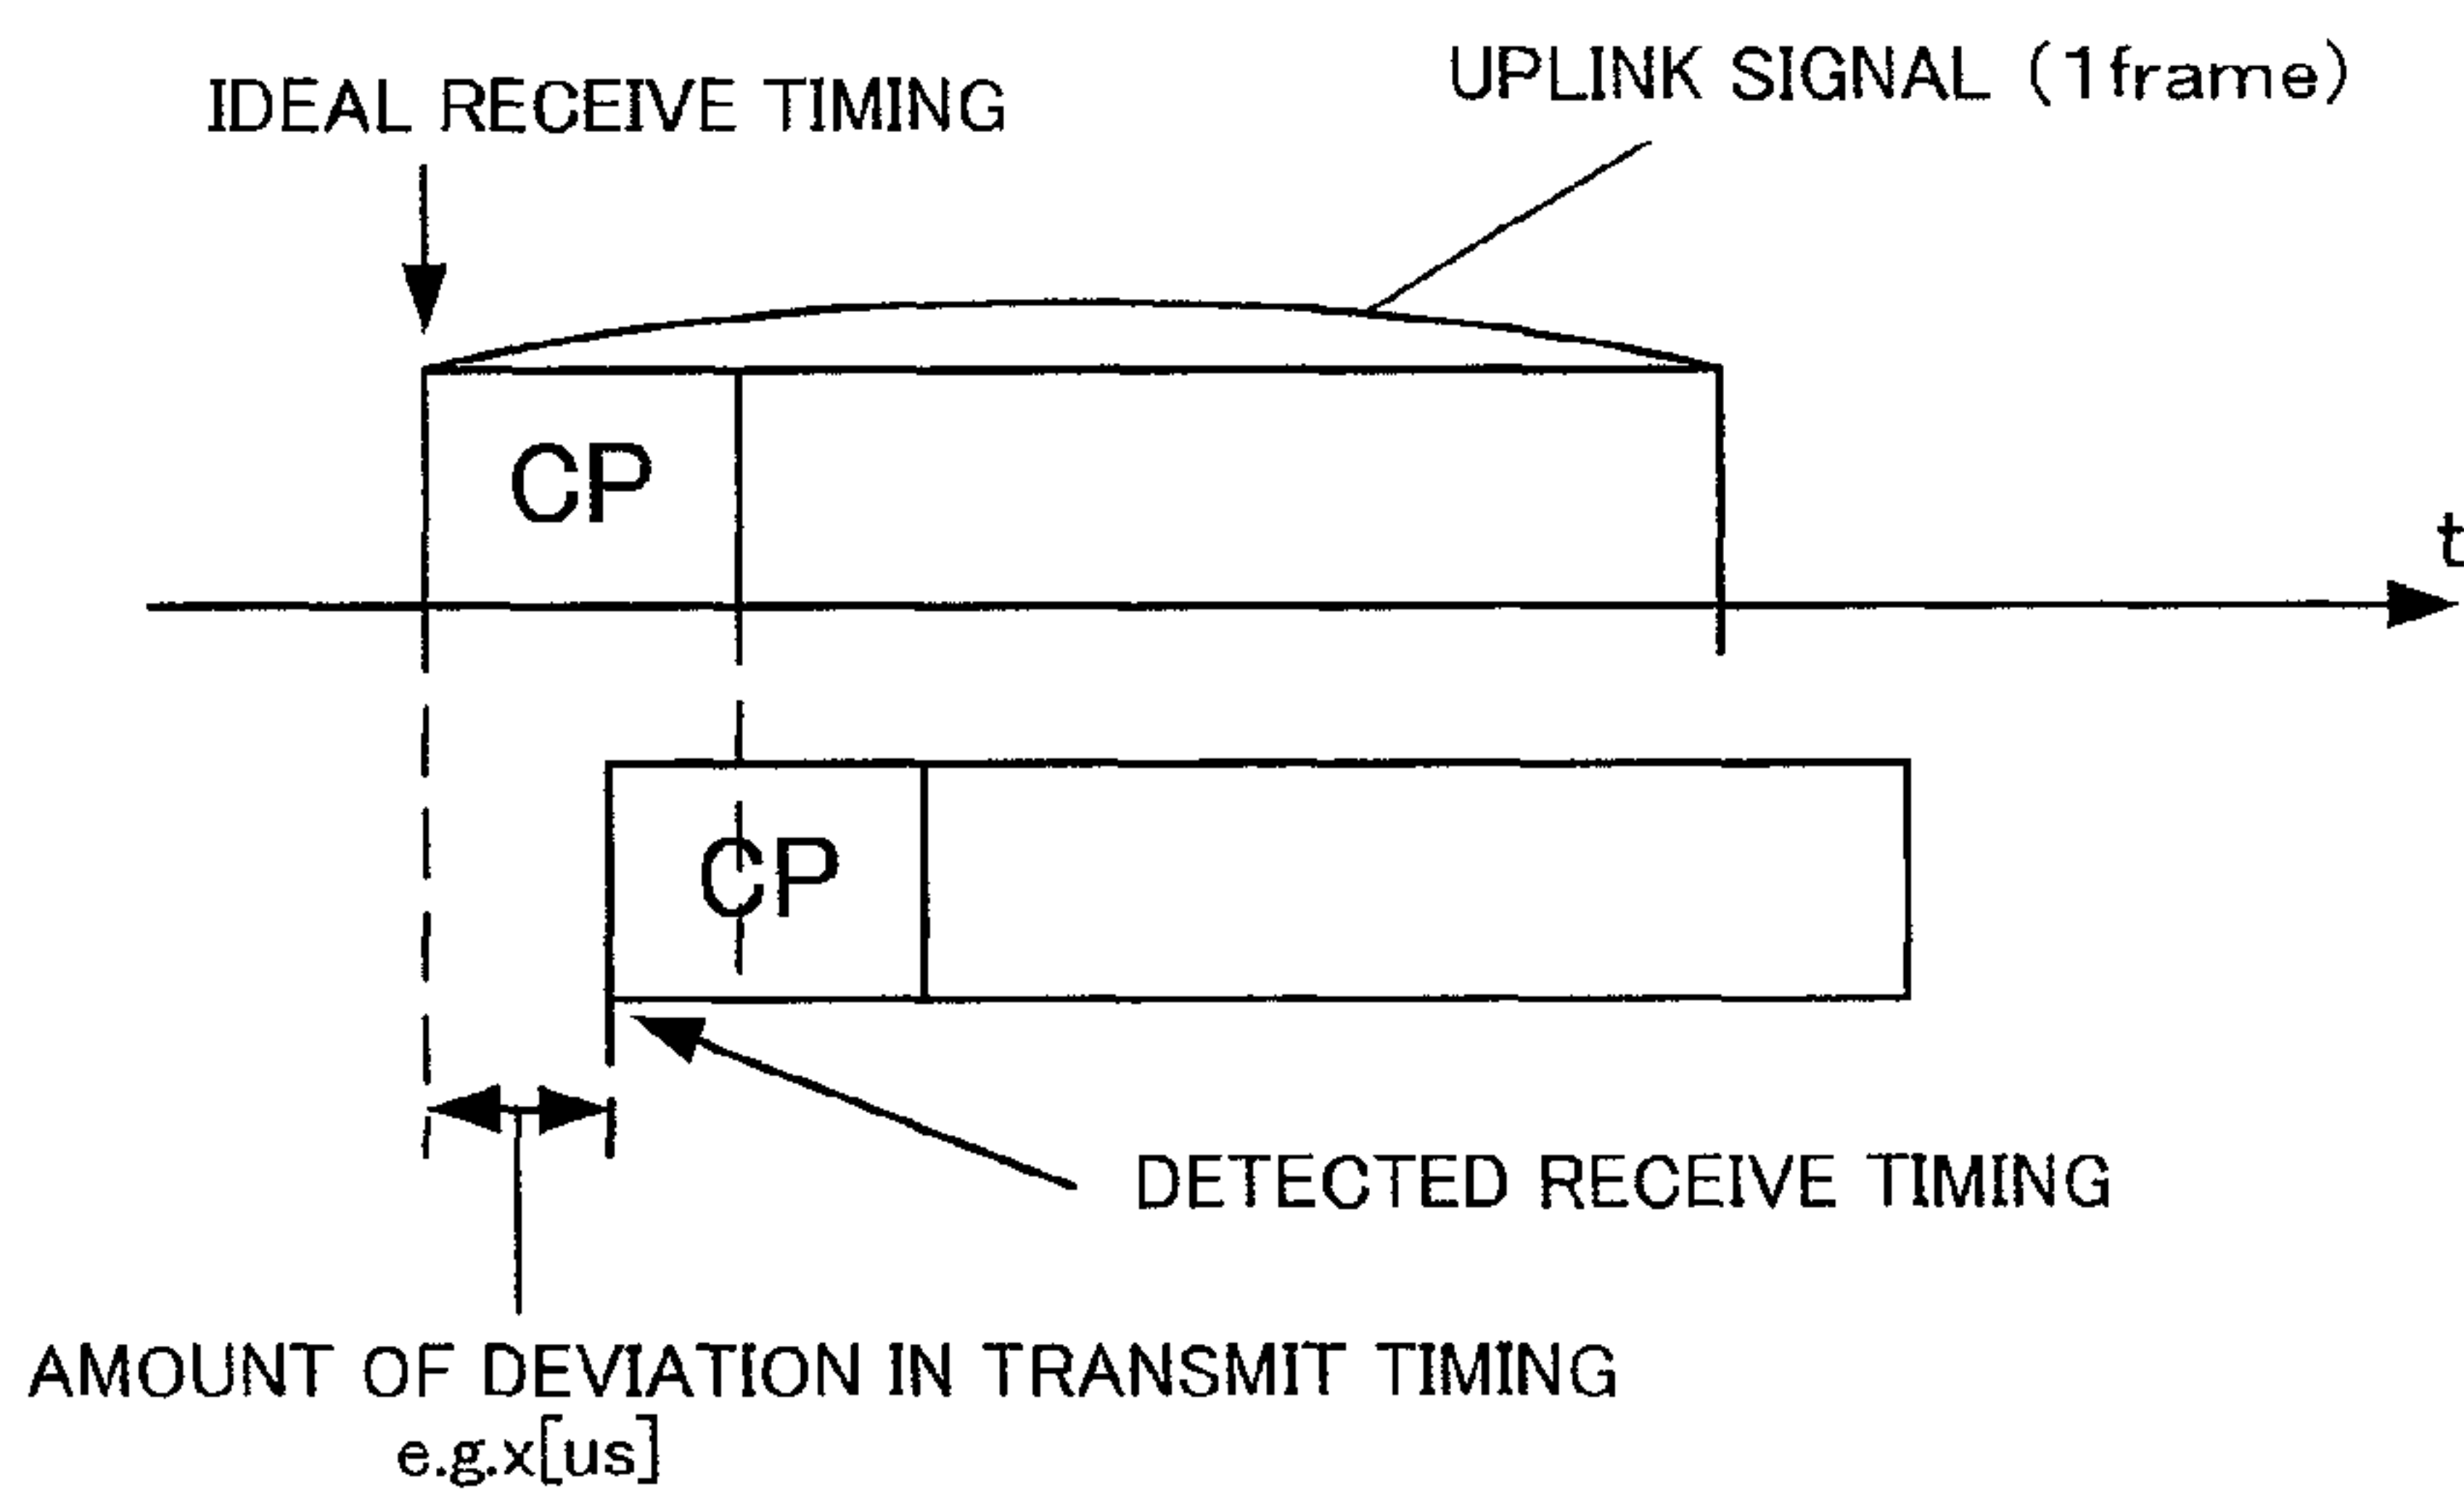 UPLINK SIGNAL (1frame)
IDEAL RECEIVE TIMING
CP
t
CP
DETECTED RECEIVE TIMING
AMOUNT OF DEVIATION IN TRANSMIT TIMING
e.g.x[us]